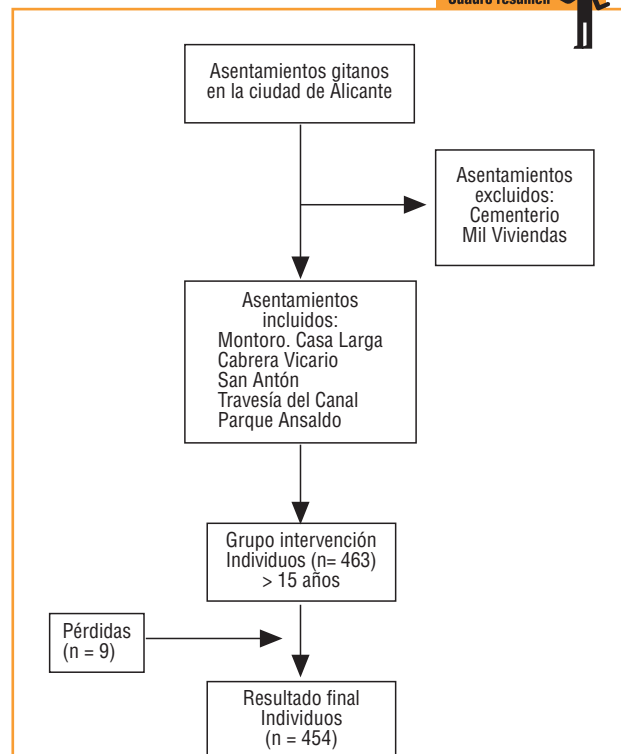 Cuadro resumen
Asentamientos gitanos
en la ciudad de Alicante
Asentamientos
excluidos:
Cementerio
Mil Viviendas
Asentamientos
incluidos:
Montoro. Casa Larga
Cabrera Vicario
San Antón
Travesía del Canal
Parque Ansaldo
Grupo intervención
Individuos (n= 463)
> 15 años
Pérdidas
(n = 9)
Resultado final
Individuos
(n = 454)